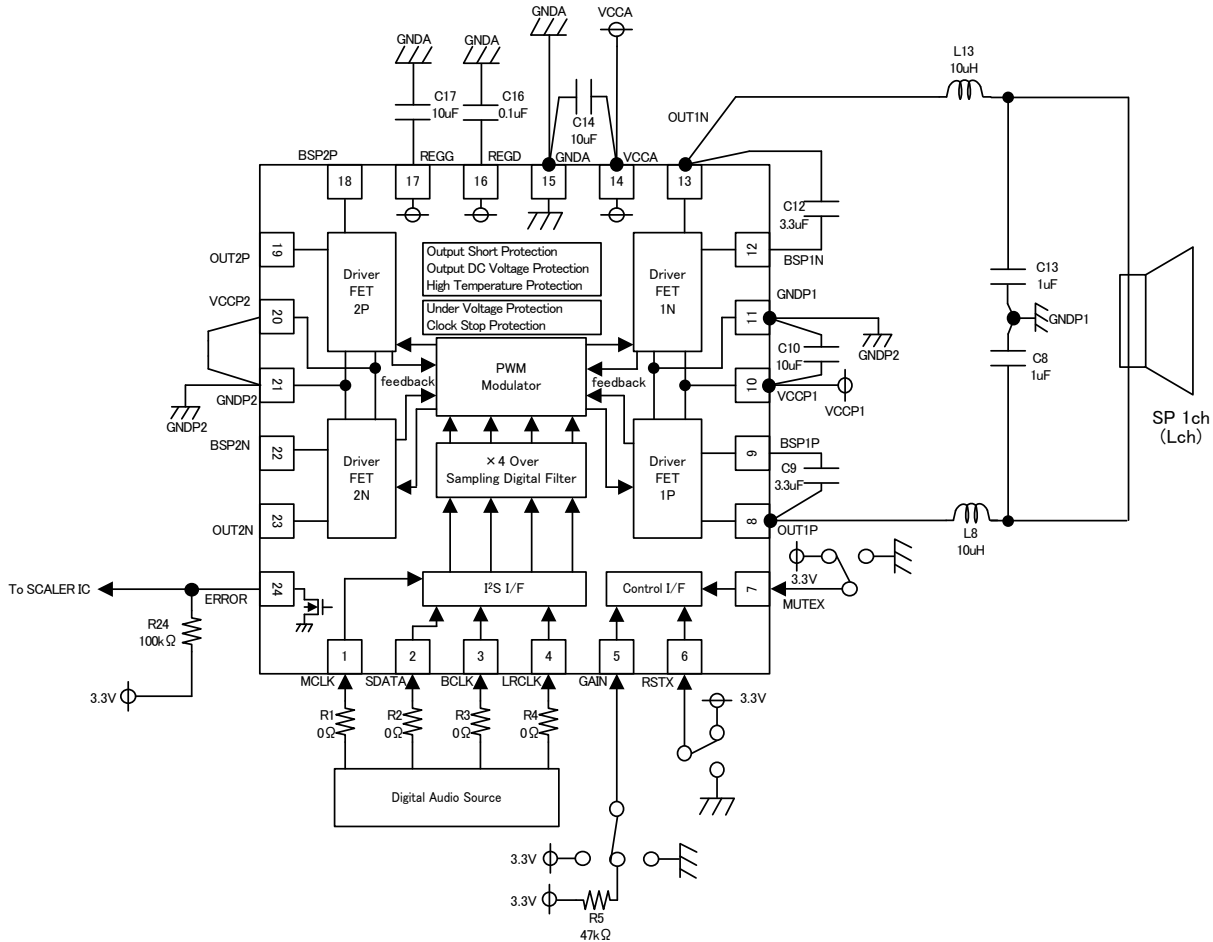 GNDA
VCCA
GNDA
GNDA
L13
10uH
C17
10uF
C16
0.1uF
C14
10uF
OUT1N
BSP2P
REGG
REGD
GNDA
VCCA
18
17
16
15
14
13
C12
3.3uF
19
OUT2P
12
BSP1N
Driver
FET
2P
Output Short Protection
Output DC Voltage Protection
High Temperature Protection
Driver
FET
1N
VCCP2
20
Under Voltage Protection
Clock Stop Protection
GNDP1
11
GNDP2
C13
1uF
GNDP1
C10
10uF
C8
1uF
PWM
Modulator
feedback
feedback
21
GNDP2
GNDP2
10
VCCP1
VCCP1
SP 1ch
(Lch)
BSP2N
22
Driver
FET
2N
×4 Over
Sampling Digital Filter
Driver
FET
1P
9
BSP1P
C9
3.3uF
23
OUT2N
8
OUT1P
L8
10uH
To SCALER IC
ERROR
24
I²S I/F
Control I/F
7
3.3V
MUTEX
R24
100kΩ
3.3V
1
2
3
4
5
6
MCLK
SDATA
BCLK
LRCLK
GAIN
RSTX
3.3V
R1
0Ω
R2
0Ω
R3
0Ω
R4
0Ω
Digital Audio Source
3.3V
3.3V
R5
47kΩ